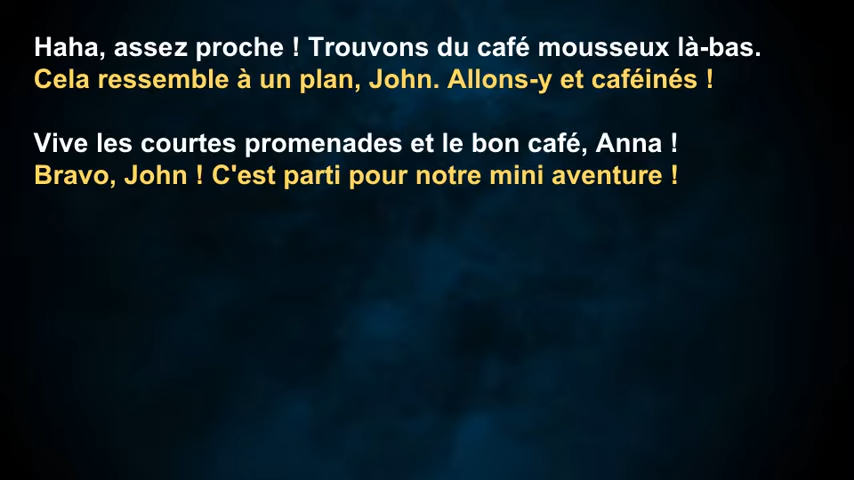 Haha, assez proche ! Trouvons du café mousseux là-bas.
Cela ressemble à un plan, John. Allons-y et caféinés !
Vive les courtes promenades et le bon café, Anna !
Bravo, John ! C'est parti pour notre mini aventure !